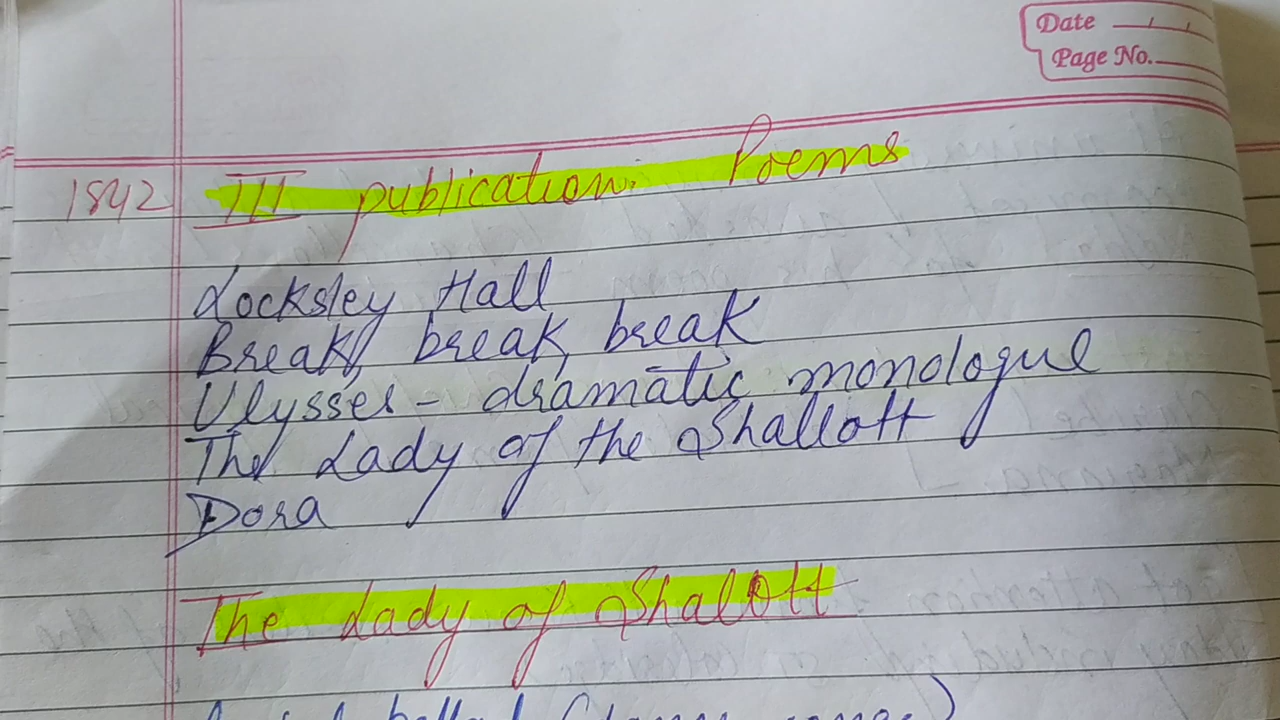 Date
Page No.
1842 III publication. Poems
Locksley Hall
Break, break, break
Ulysses - dramatic monologue
The Lady of the Shallott
Dora
The Lady of Shalott